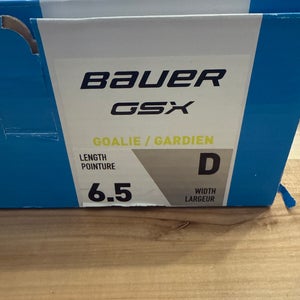 BAUER
GSX
GOALIE / GARDIEN
LENGTH
POINTURE
6.5
D
WIDTH
LARGEUR